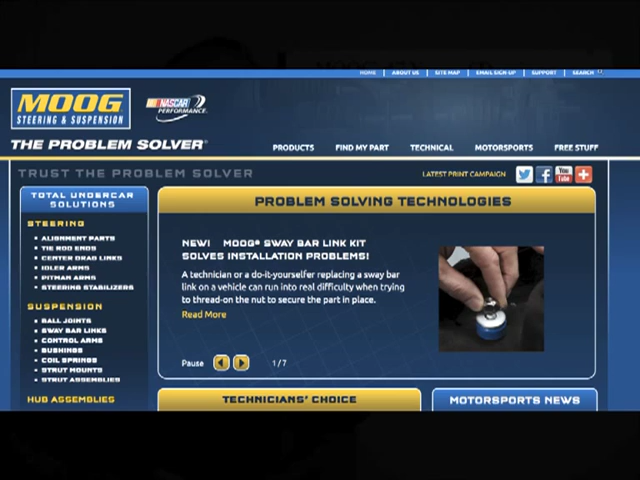 HOME ABOUT US SITE MAP EMAIL SIGN-UP SUPPORT SEARCH
MOOG
STEERING & SUSPENSION
NASCAR
PERFORMANCE
THE PROBLEM SOLVER®
PRODUCTS FIND MY PART TECHNICAL MOTORSPORTS FREE STUFF
TRUST THE PROBLEM SOLVER
LATEST PRINT CAMPAIGN
You
Tube
TOTAL UNDERCAR
SOLUTIONS
STEERING
ALIGNMENT PARTS
TIE ROD ENDS
CENTER DRAG LINKS
IDLER ARMS
PITMAN ARMS
STEERING STABILIZERS
SUSPENSION
BALL JOINTS
SWAY BAR LINKS
CONTROL ARMS
BUSHINGS
COIL SPRINGS
STRUT MOUNTS
STRUT ASSEMBLIES
HUB ASSEMBLIES
PROBLEM SOLVING TECHNOLOGIES
NEW! MOOG® SWAY BAR LINK KIT
SOLVES INSTALLATION PROBLEMS!
A technician or a do-it-yourselfer replacing a sway bar
link on a vehicle can run into real difficulty when trying
to thread-on the nut to secure the part in place.
Read More
Pause 1/7
TECHNICIANS' CHOICE
MOTORSPORTS NEWS